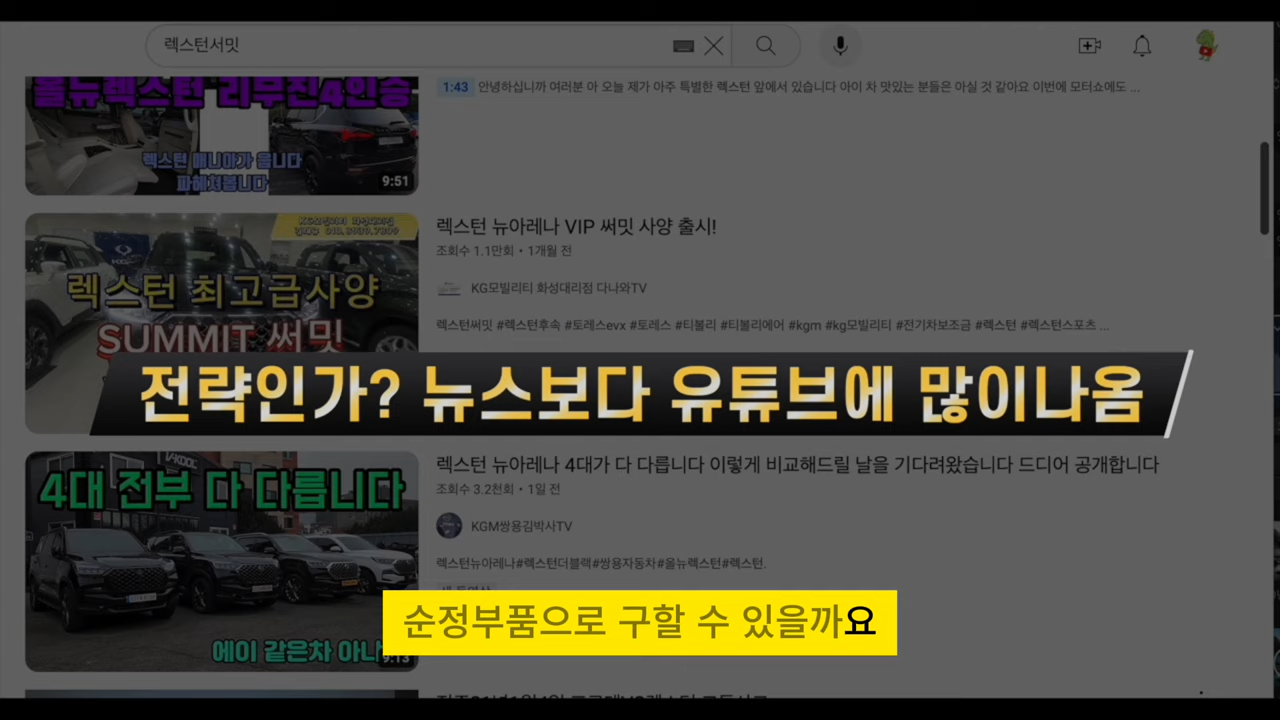 렉스턴서밋
올뉴렉스턴 리무진4인승
렉스턴 매니아가 옵니다
파헤쳐봅니다
9:51
1:43 안녕하십니까 여러분 아 오늘 제가 아주 특별한 렉스턴 앞에서 있습니다 아이 차 맛있는 분들은 아실 것 같아요 이번에 모터쇼에도 ...
렉스턴 최고급사양
SUMMIT 써밋
렉스턴 뉴아레나 VIP 써밋 사양 출시!
조회수 1.1만회 • 1개월 전
KG모빌리티 화성대리점 다나와TV
렉스턴써밋 #렉스턴후속 #토레스evx #토레스 #티볼리 #티볼리에어 #kgm #kg모빌리티 #전기차보조금 #렉스턴 #렉스턴스포츠 ...
전략인가? 뉴스보다 유튜브에 많이나옴
4대 전부 다 다릅니다
에이 같은차 아니
9:13
렉스턴 뉴아레나 4대가 다 다릅니다 이렇게 비교해드릴 날을 기다려왔습니다 드디어 공개합니다
조회수 3.2천회 • 1일 전
KGM쌍용김박사TV
렉스턴뉴아레나#렉스턴더블랙#쌍용자동차#올뉴렉스턴#렉스턴.
순정부품으로 구할 수 있을까요